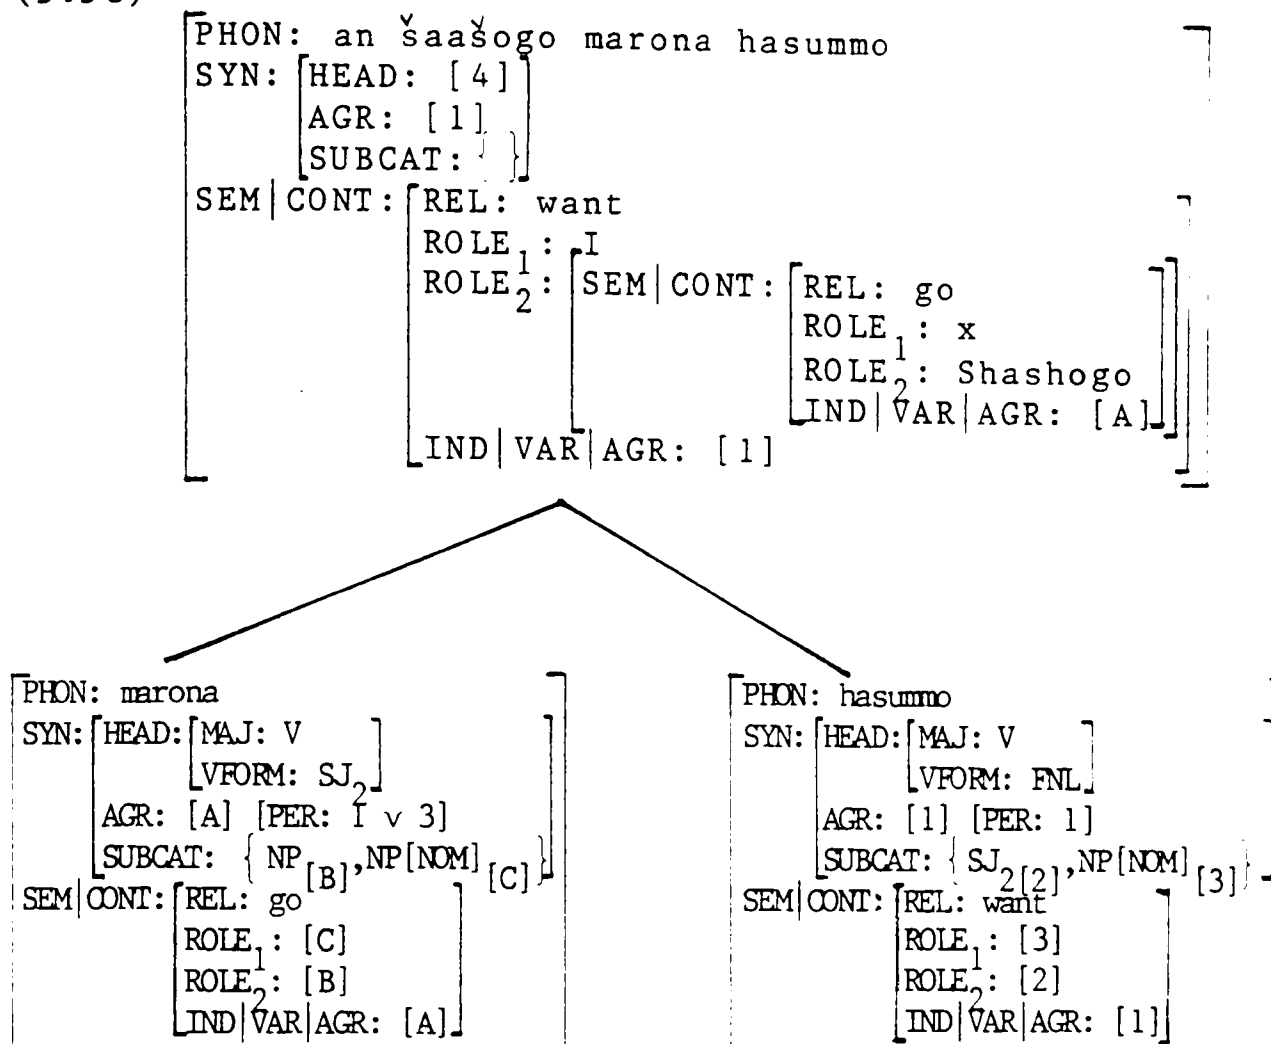 PHON: an šaašogo marona hasummo
SYN: [HEAD: [4]
AGR: [1]
SUBCAT: { }]
SEM|CONT: [REL: want
ROLE₁: I
ROLE₂: [SEM|CONT: [REL: go
ROLE₁: x
ROLE₂: Shashogo
IND|VAR|AGR: [A]]]
IND|VAR|AGR: [1]]
[PHON: marona
SYN: [HEAD: [MAJ: V
VFORM: SJ₂]
AGR: [A] [PER: I v 3]
SUBCAT: { NP[B], NP[NOM][C]}]
SEM|CONT: [REL: go
ROLE₁: [C]
ROLE₂: [B]
IND|VAR|AGR: [A]]
[PHON: hasummo
SYN: [HEAD: [MAJ: V
VFORM: FNL]
AGR: [1] [PER: 1]
SUBCAT: { SJ₂[2], NP[NOM][3]}]
SEM|CONT: [REL: want
ROLE₁: [3]
ROLE₂: [2]
IND|VAR|AGR: [1]]